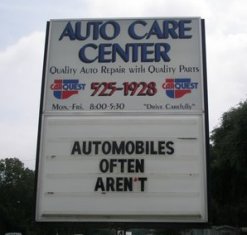 AUTO CARE
CENTER
Quality Auto Repair with Quality Parts
CARQUEST 525-1928 CARQUEST
Mon.-Fri. 8:00-5:30 "Drive Carefully"
AUTOMOBILES
OFTEN
AREN'T